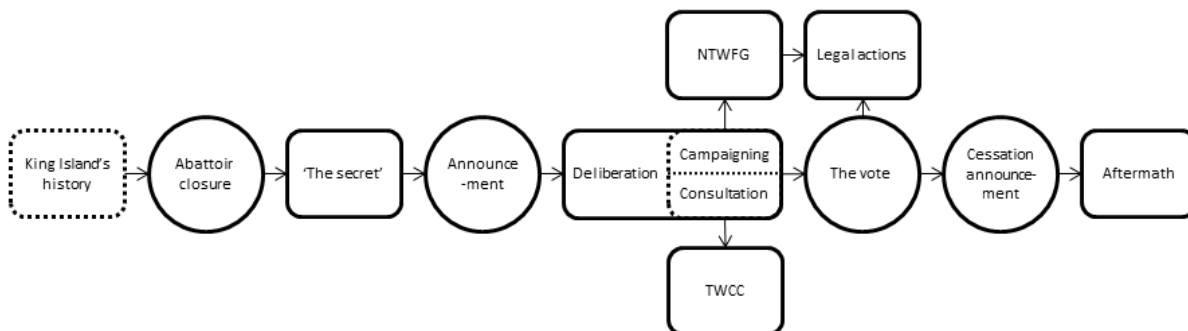 NTWFG
Legal actions
King Island's
history
Abattoir
closure
'The secret'
Announce
-ment
Deliberation
Campaigning
Consultation
The vote
Cessation
announce-
ment
Aftermath
TWCC